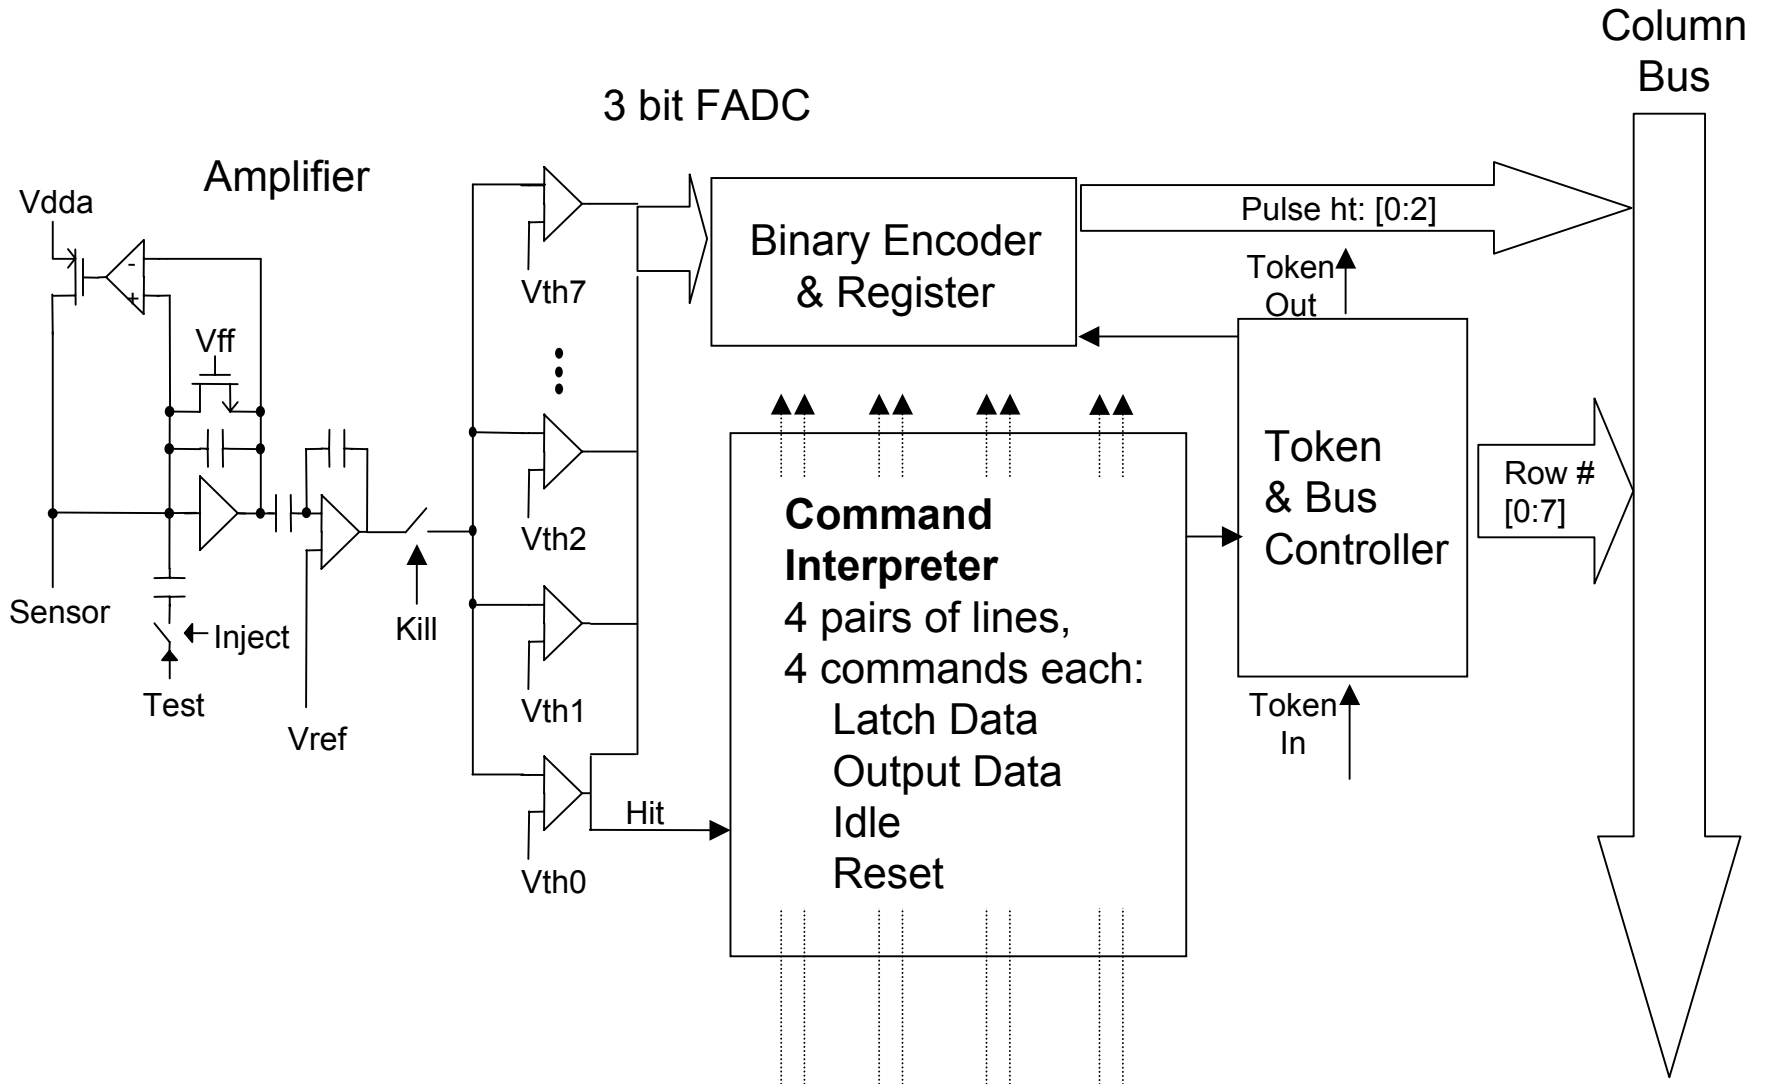 Column
Bus
3 bit FADC
Amplifier
Vdda
-
+
Vff
Sensor
Inject
Test
Vref
Kill
Vth7
Vth2
Vth1
Vth0
Hit
Binary Encoder
& Register
Pulse ht: [0:2]
Token
Out
Command
Interpreter
4 pairs of lines,
4 commands each:
Latch Data
Output Data
Idle
Reset
Token
& Bus
Controller
Row #
[0:7]
Token
In